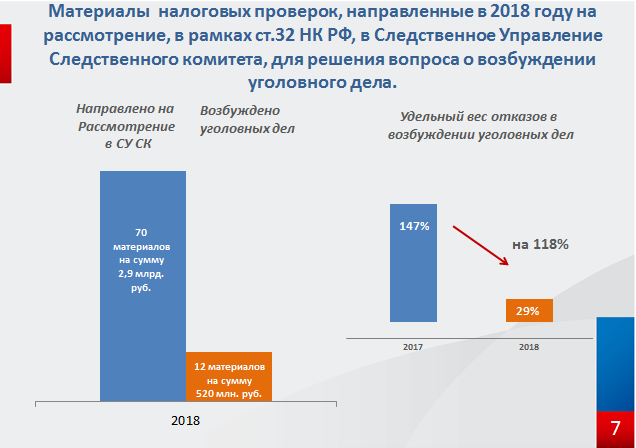 Материалы налоговых проверок, направленные в 2018 году на
рассмотрение, в рамках ст.32 НК РФ, в Следственное Управление
Следственного комитета, для решения вопроса о возбуждении
уголовного дела.
Направлено на
Рассмотрение
в СУ СК
Возбуждено
уголовных дел
70
материалов
на сумму
2,9 млрд.
руб.
12 материалов
на сумму
520 млн. руб.
2018
Удельный вес отказов в
возбуждении уголовных дел
147%
на 118%
29%
2017
2018
7